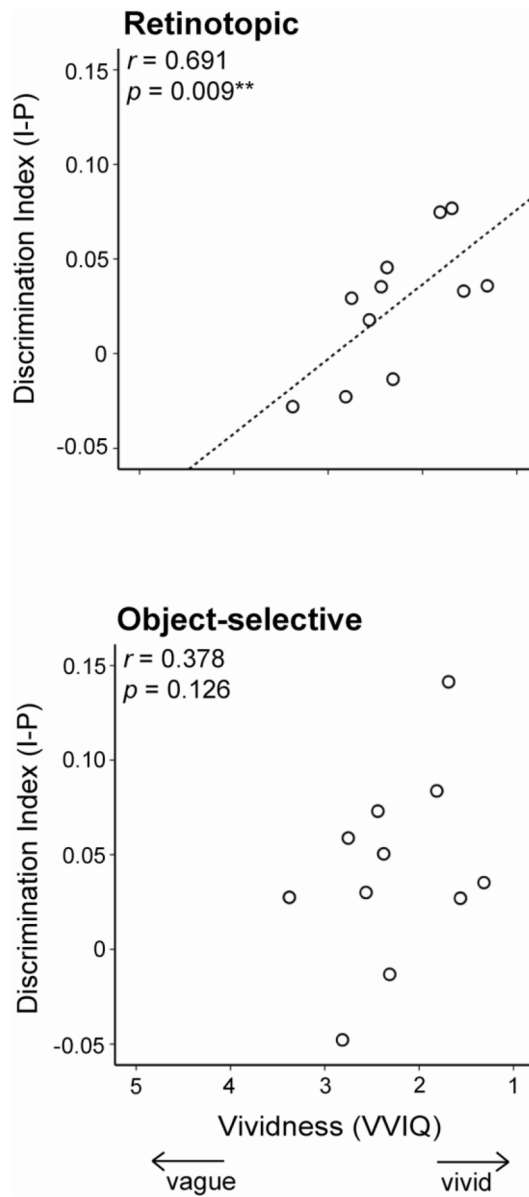 Retinotopic
r = 0.691
p = 0.009**
0.15
0.10
0.05
0
-0.05
Discrimination Index (I-P)
Object-selective
r = 0.378
p = 0.126
0.15
0.10
0.05
0
-0.05
Discrimination Index (I-P)
5 4 3 2 1
Vividness (VVIQ)
vague vivid